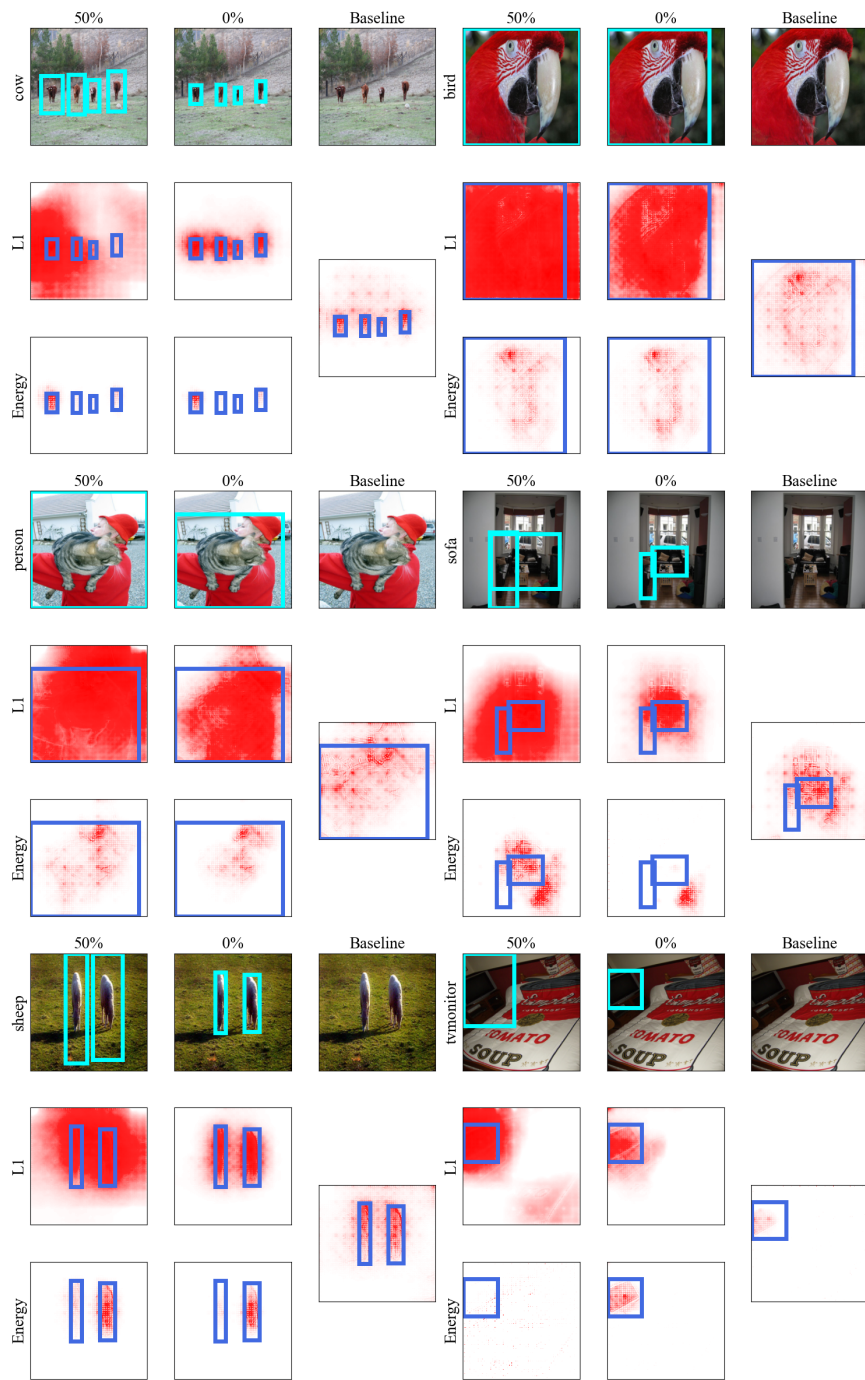 50% 0% Baseline 50% 0% Baseline
cow bird
L1 L1
Energy Energy
50% 0% Baseline 50% 0% Baseline
person sofa
L1 L1
Energy Energy
50% 0% Baseline 50% 0% Baseline
sheep tvmonitor
TOMATO TOMATO TOMATO
SOUP SOUP SOUP
L1 L1
Energy Energy